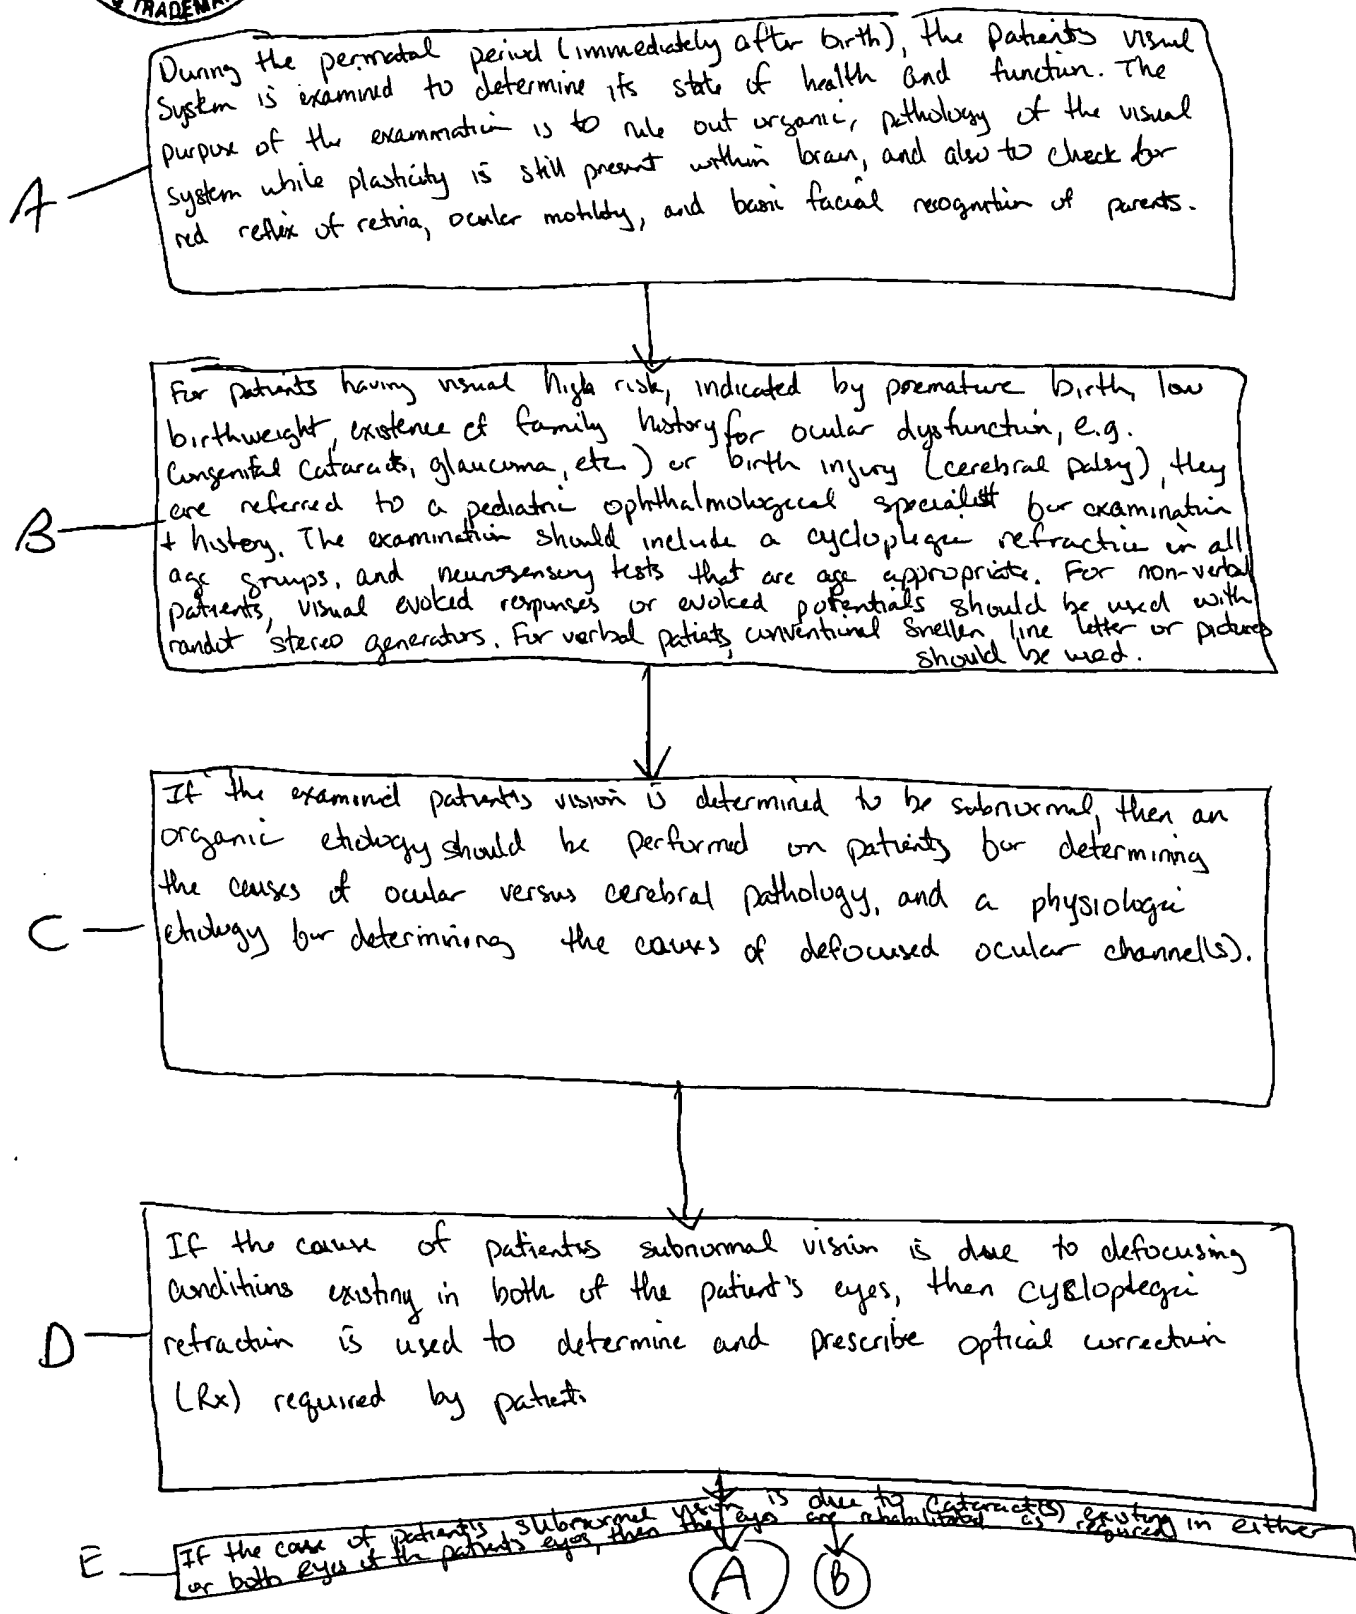 & TRADEMA
During the perinatal period (immediately after birth), the patient's visual
System is examined to determine its state of health and function. The
purpose of the examination is to rule out organic, pathology of the visual
system while plasticity is still present within brain, and also to check for
red reflex of retina, ocular motility, and basic facial recognition of parents.
A
For patients having visual high risk, indicated by premature birth, low
birthweight, existence of family history for ocular dysfunction, e.g.
Congenital Cataracts, glaucoma, etc.) or birth injury (cerebral palsy), they
are referred to a pediatric ophthalmological specialist for examination
+ history. The examination should include a cycloplegic refraction in all
age groups, and neurosensory tests that are age appropriate. For non-verbal
patients, visual evoked responses or evoked potentials should be used with
randot stereo generators. For verbal patients, conventional Snellen line letter or pictures
should be used.
B
If the examined patient's vision is determined to be subnormal, then an
organic etiology should be performed on patients for determining
the causes of ocular versus cerebral pathology, and a physiologic
etiology for determining the causes of defocused ocular channel(s).
C
If the cause of patient's subnormal vision is due to defocusing
conditions existing in both of the patient's eyes, then cycloplegic
refraction is used to determine and prescribe optical correction
(Rx) required by patients
D
If the case of patient's subnormal vision is due to cataract(s) existing in either
or both eyes of the patient's eyes, then the eyes are rehabilitated as required
E
A B